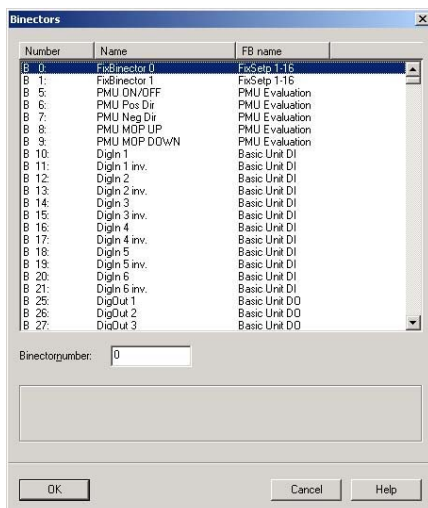 Binectors
Number Name FB name
B 0: FixBinector 0 FixSetp 1-16
B 1: FixBinector 1 FixSetp 1-16
B 5: PMU ON/OFF PMU Evaluation
B 6: PMU Pos Dir PMU Evaluation
B 7: PMU Neg Dir PMU Evaluation
B 8: PMU MOP UP PMU Evaluation
B 9: PMU MOP DOWN PMU Evaluation
B 10: DigIn 1 Basic Unit DI
B 11: DigIn 1 inv. Basic Unit DI
B 12: DigIn 2 Basic Unit DI
B 13: DigIn 2 inv. Basic Unit DI
B 14: DigIn 3 Basic Unit DI
B 15: DigIn 3 inv. Basic Unit DI
B 16: DigIn 4 Basic Unit DI
B 17: DigIn 4 inv. Basic Unit DI
B 18: DigIn 5 Basic Unit DI
B 19: DigIn 5 inv. Basic Unit DI
B 20: DigIn 6 Basic Unit DI
B 21: DigIn 6 inv. Basic Unit DI
B 25: DigOut 1 Basic Unit DO
B 26: DigOut 2 Basic Unit DO
B 27: DigOut 3 Basic Unit DO
Binectornumber: 0
OK Cancel Help